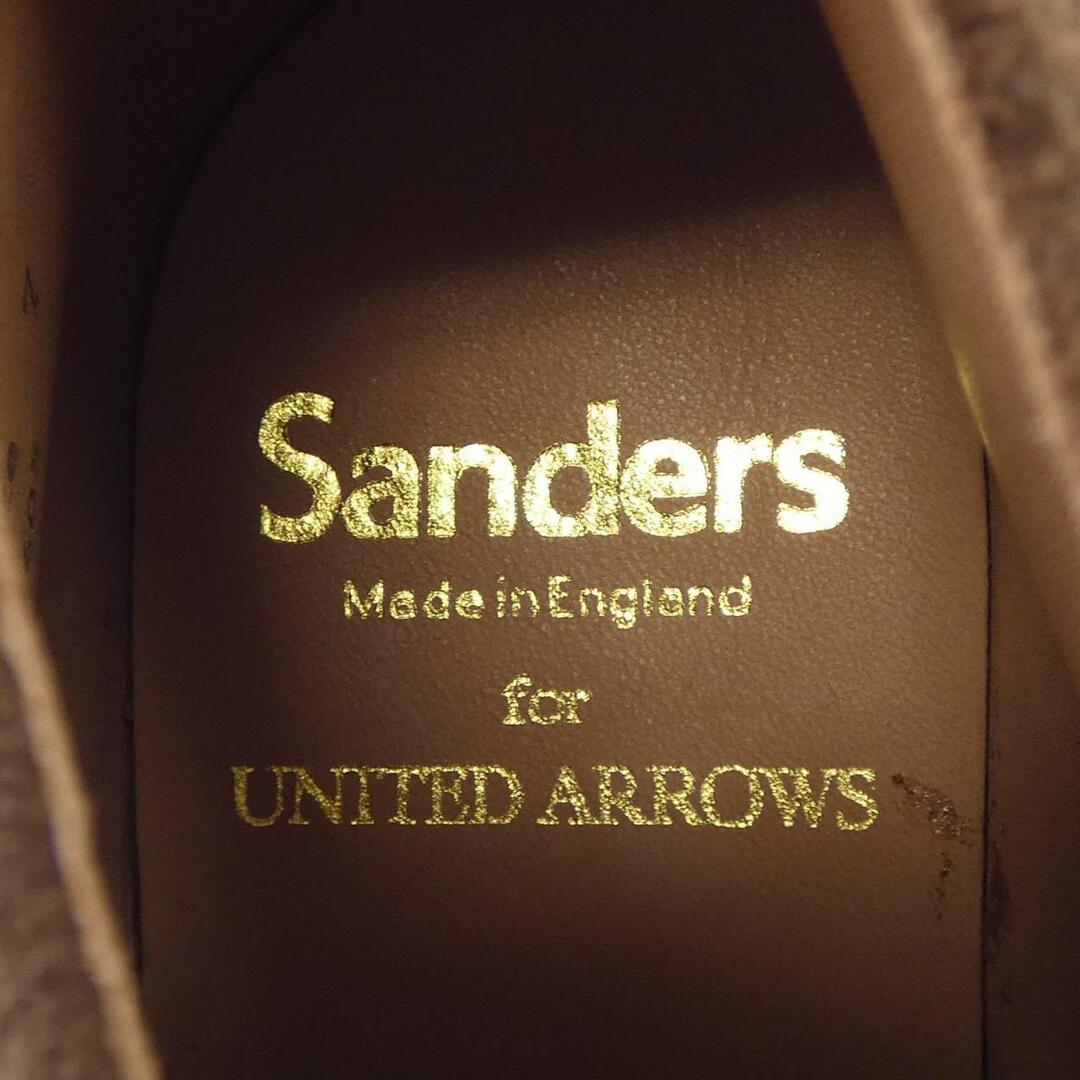 Sanders
Made in England
for
UNITED ARROWS